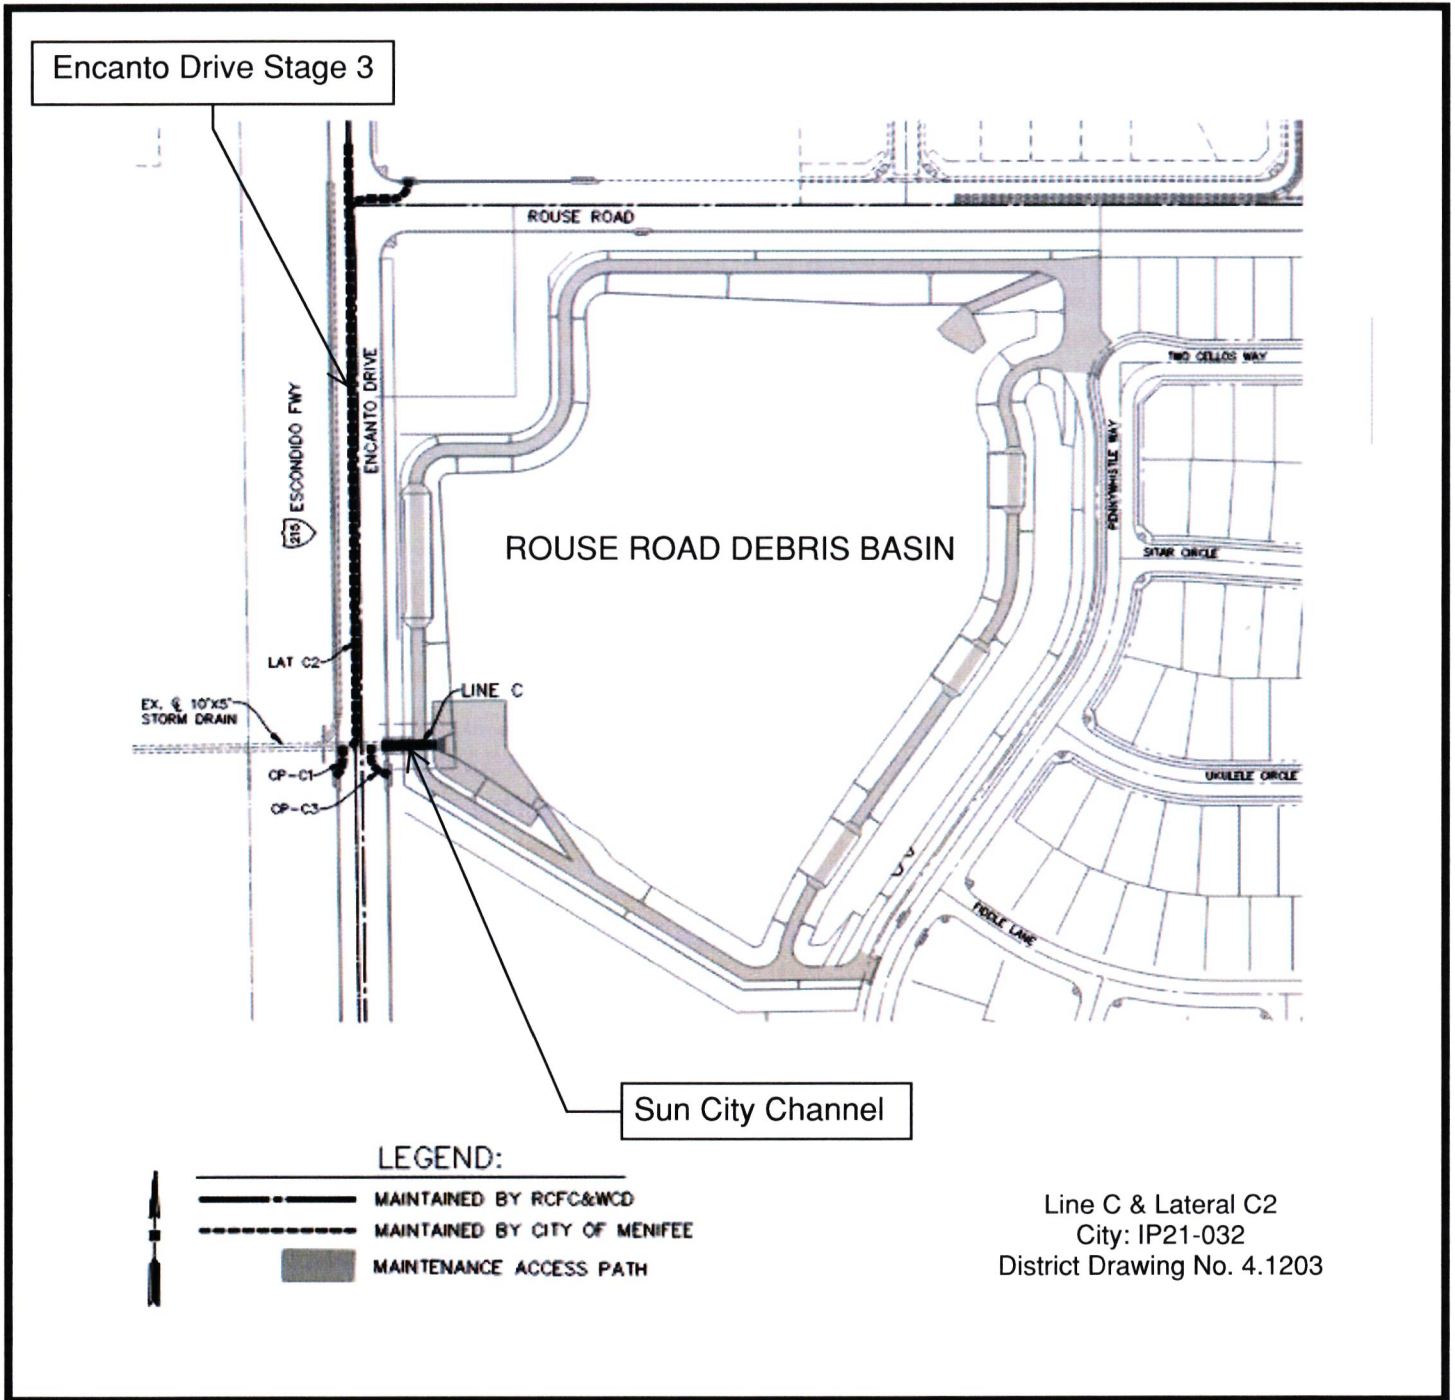 Encanto Drive Stage 3
ROUSE ROAD
TWO CELLOS WAY
ENCANTO DRIVE
215
ESCONDIDO FWY
PENNYWHISTLE WAY
ROUSE ROAD DEBRIS BASIN
SITAR CIRCLE
LAT C2
LINE C
EX. ℄ 10"X5"
STORM DRAIN
CP-C1
UKULELE CIRCLE
CP-C3
FIDDLE LANE
Sun City Channel
LEGEND:
MAINTAINED BY RCFC&WCD
MAINTAINED BY CITY OF MENIFEE
MAINTENANCE ACCESS PATH
Line C & Lateral C2
City: IP21-032
District Drawing No. 4.1203